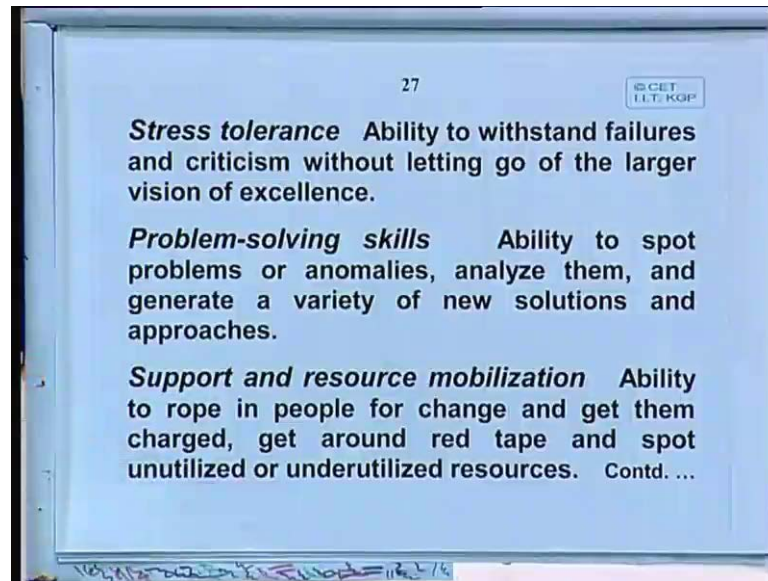 27
© CET
I.I.T. KGP
Stress tolerance Ability to withstand failures
and criticism without letting go of the larger
vision of excellence.
Problem-solving skills Ability to spot
problems or anomalies, analyze them, and
generate a variety of new solutions and
approaches.
Support and resource mobilization Ability
to rope in people for change and get them
charged, get around red tape and spot
unutilized or underutilized resources. Contd. ...